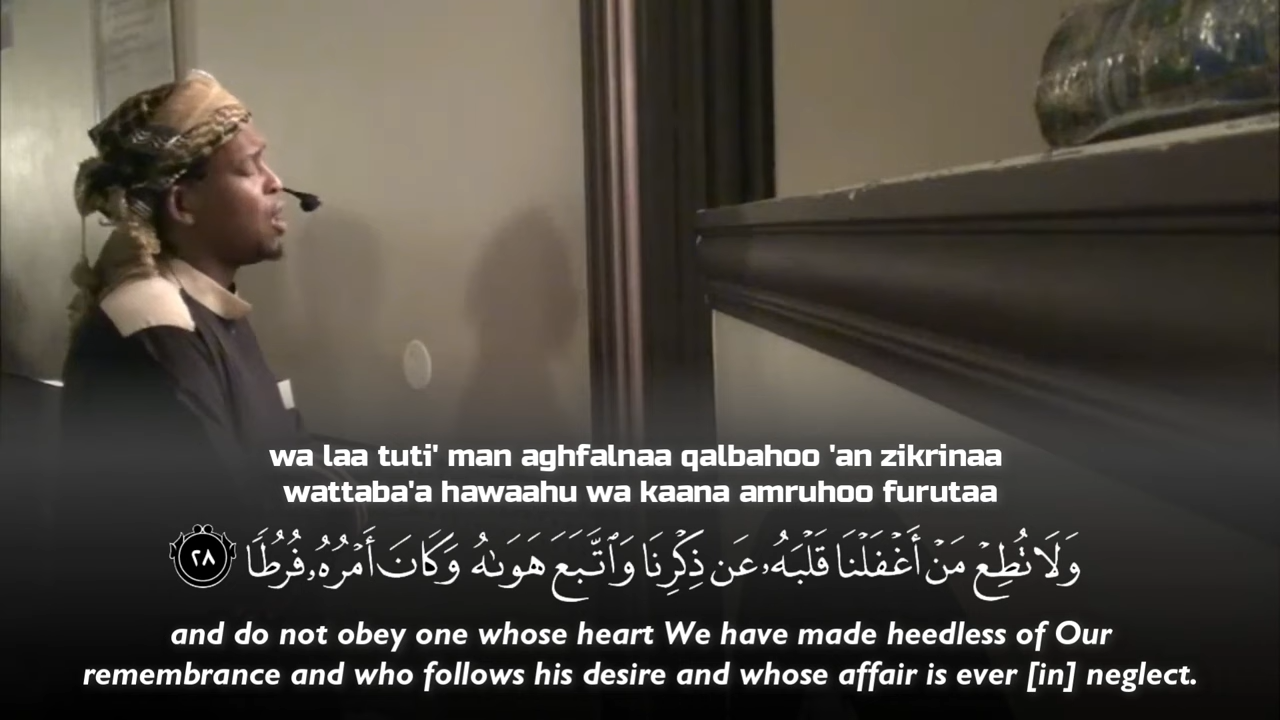 wa laa tuti' man aghfalnaa qalbahoo 'an zikrinaa
wattaba'a hawaahu wa kaana amruhoo furutaa
وَلَا تُطِعْ مَنْ أَغْفَلْنَا قَلْبَهُۥ عَن ذِكْرِنَا وَٱتَّبَعَ هَوَىٰهُ وَكَانَ أَمْرُهُۥ فُرُطًا ٢٨
and do not obey one whose heart We have made heedless of Our
remembrance and who follows his desire and whose affair is ever [in] neglect.